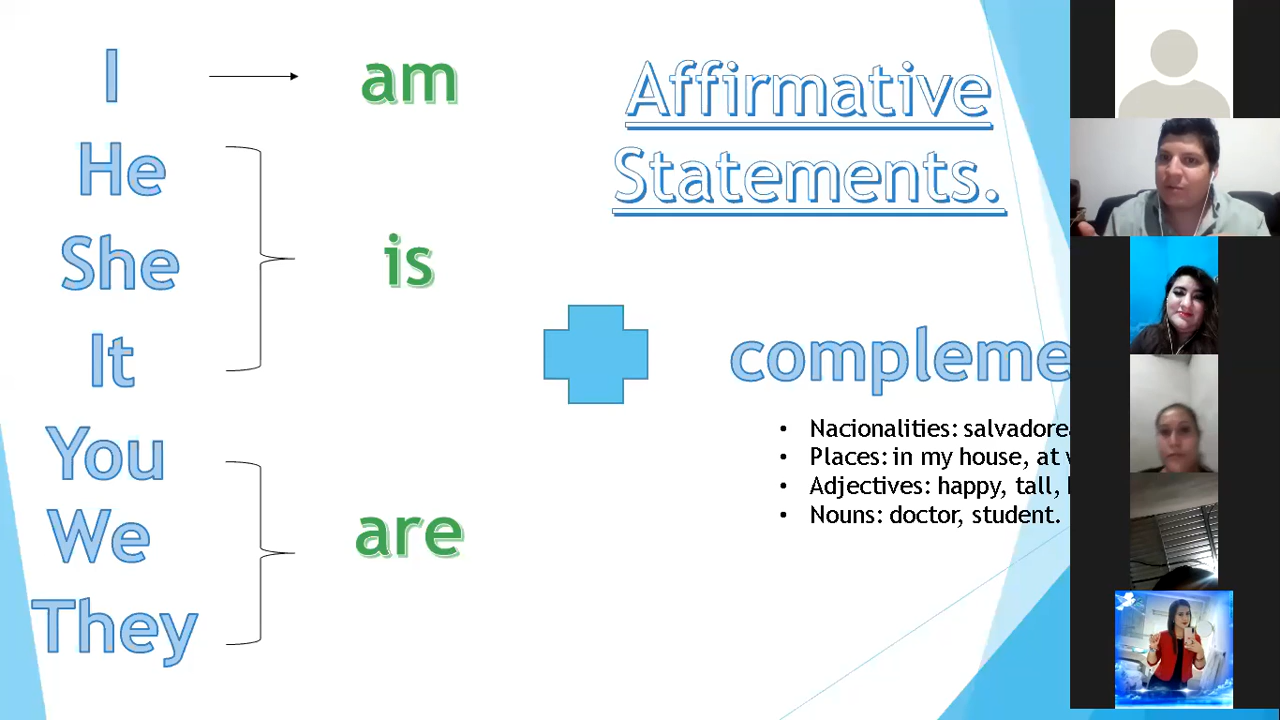 I am
He
She is
It
You
We are
They
Affirmative
Statements.
compleme
• Nacionalities: salvadore
• Places: in my house, at
• Adjectives: happy, tall,
• Nouns: doctor, student.